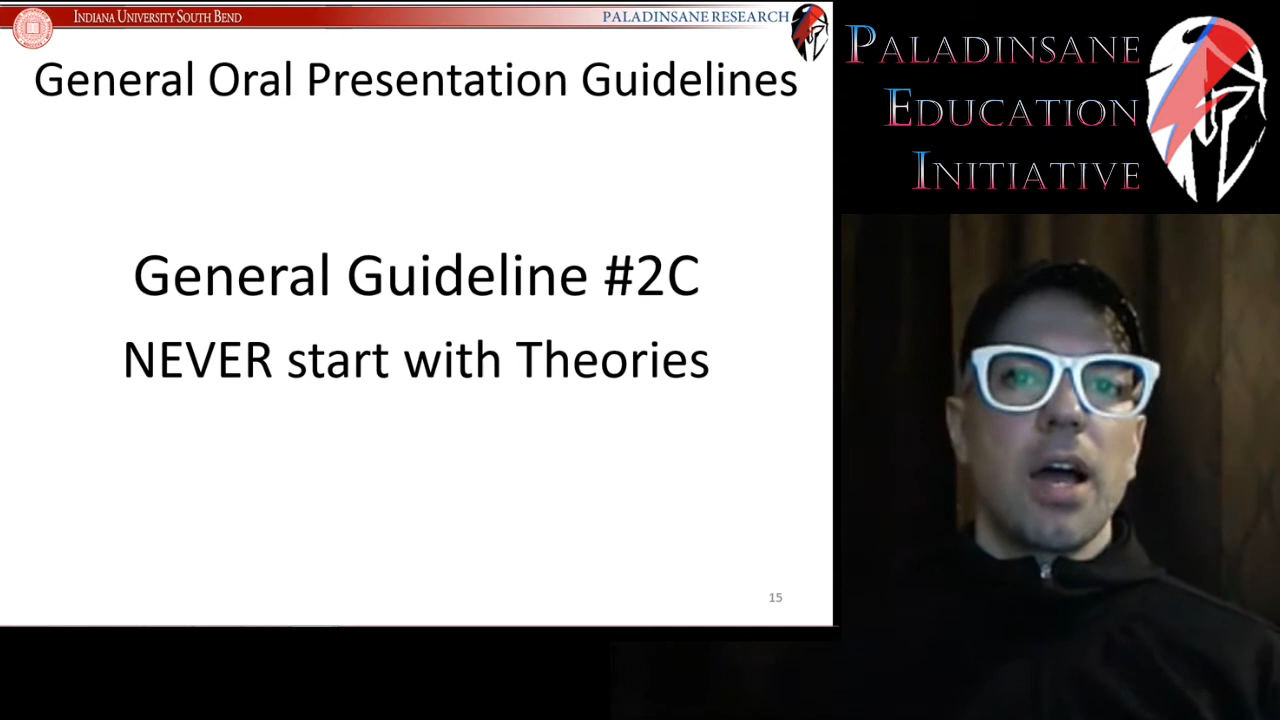 INDIANA UNIVERSITY SOUTH BEND
PALADINSANE RESEARCH
General Oral Presentation Guidelines
General Guideline #2C
NEVER start with Theories
15
PALADINSANE
EDUCATION
INITIATIVE